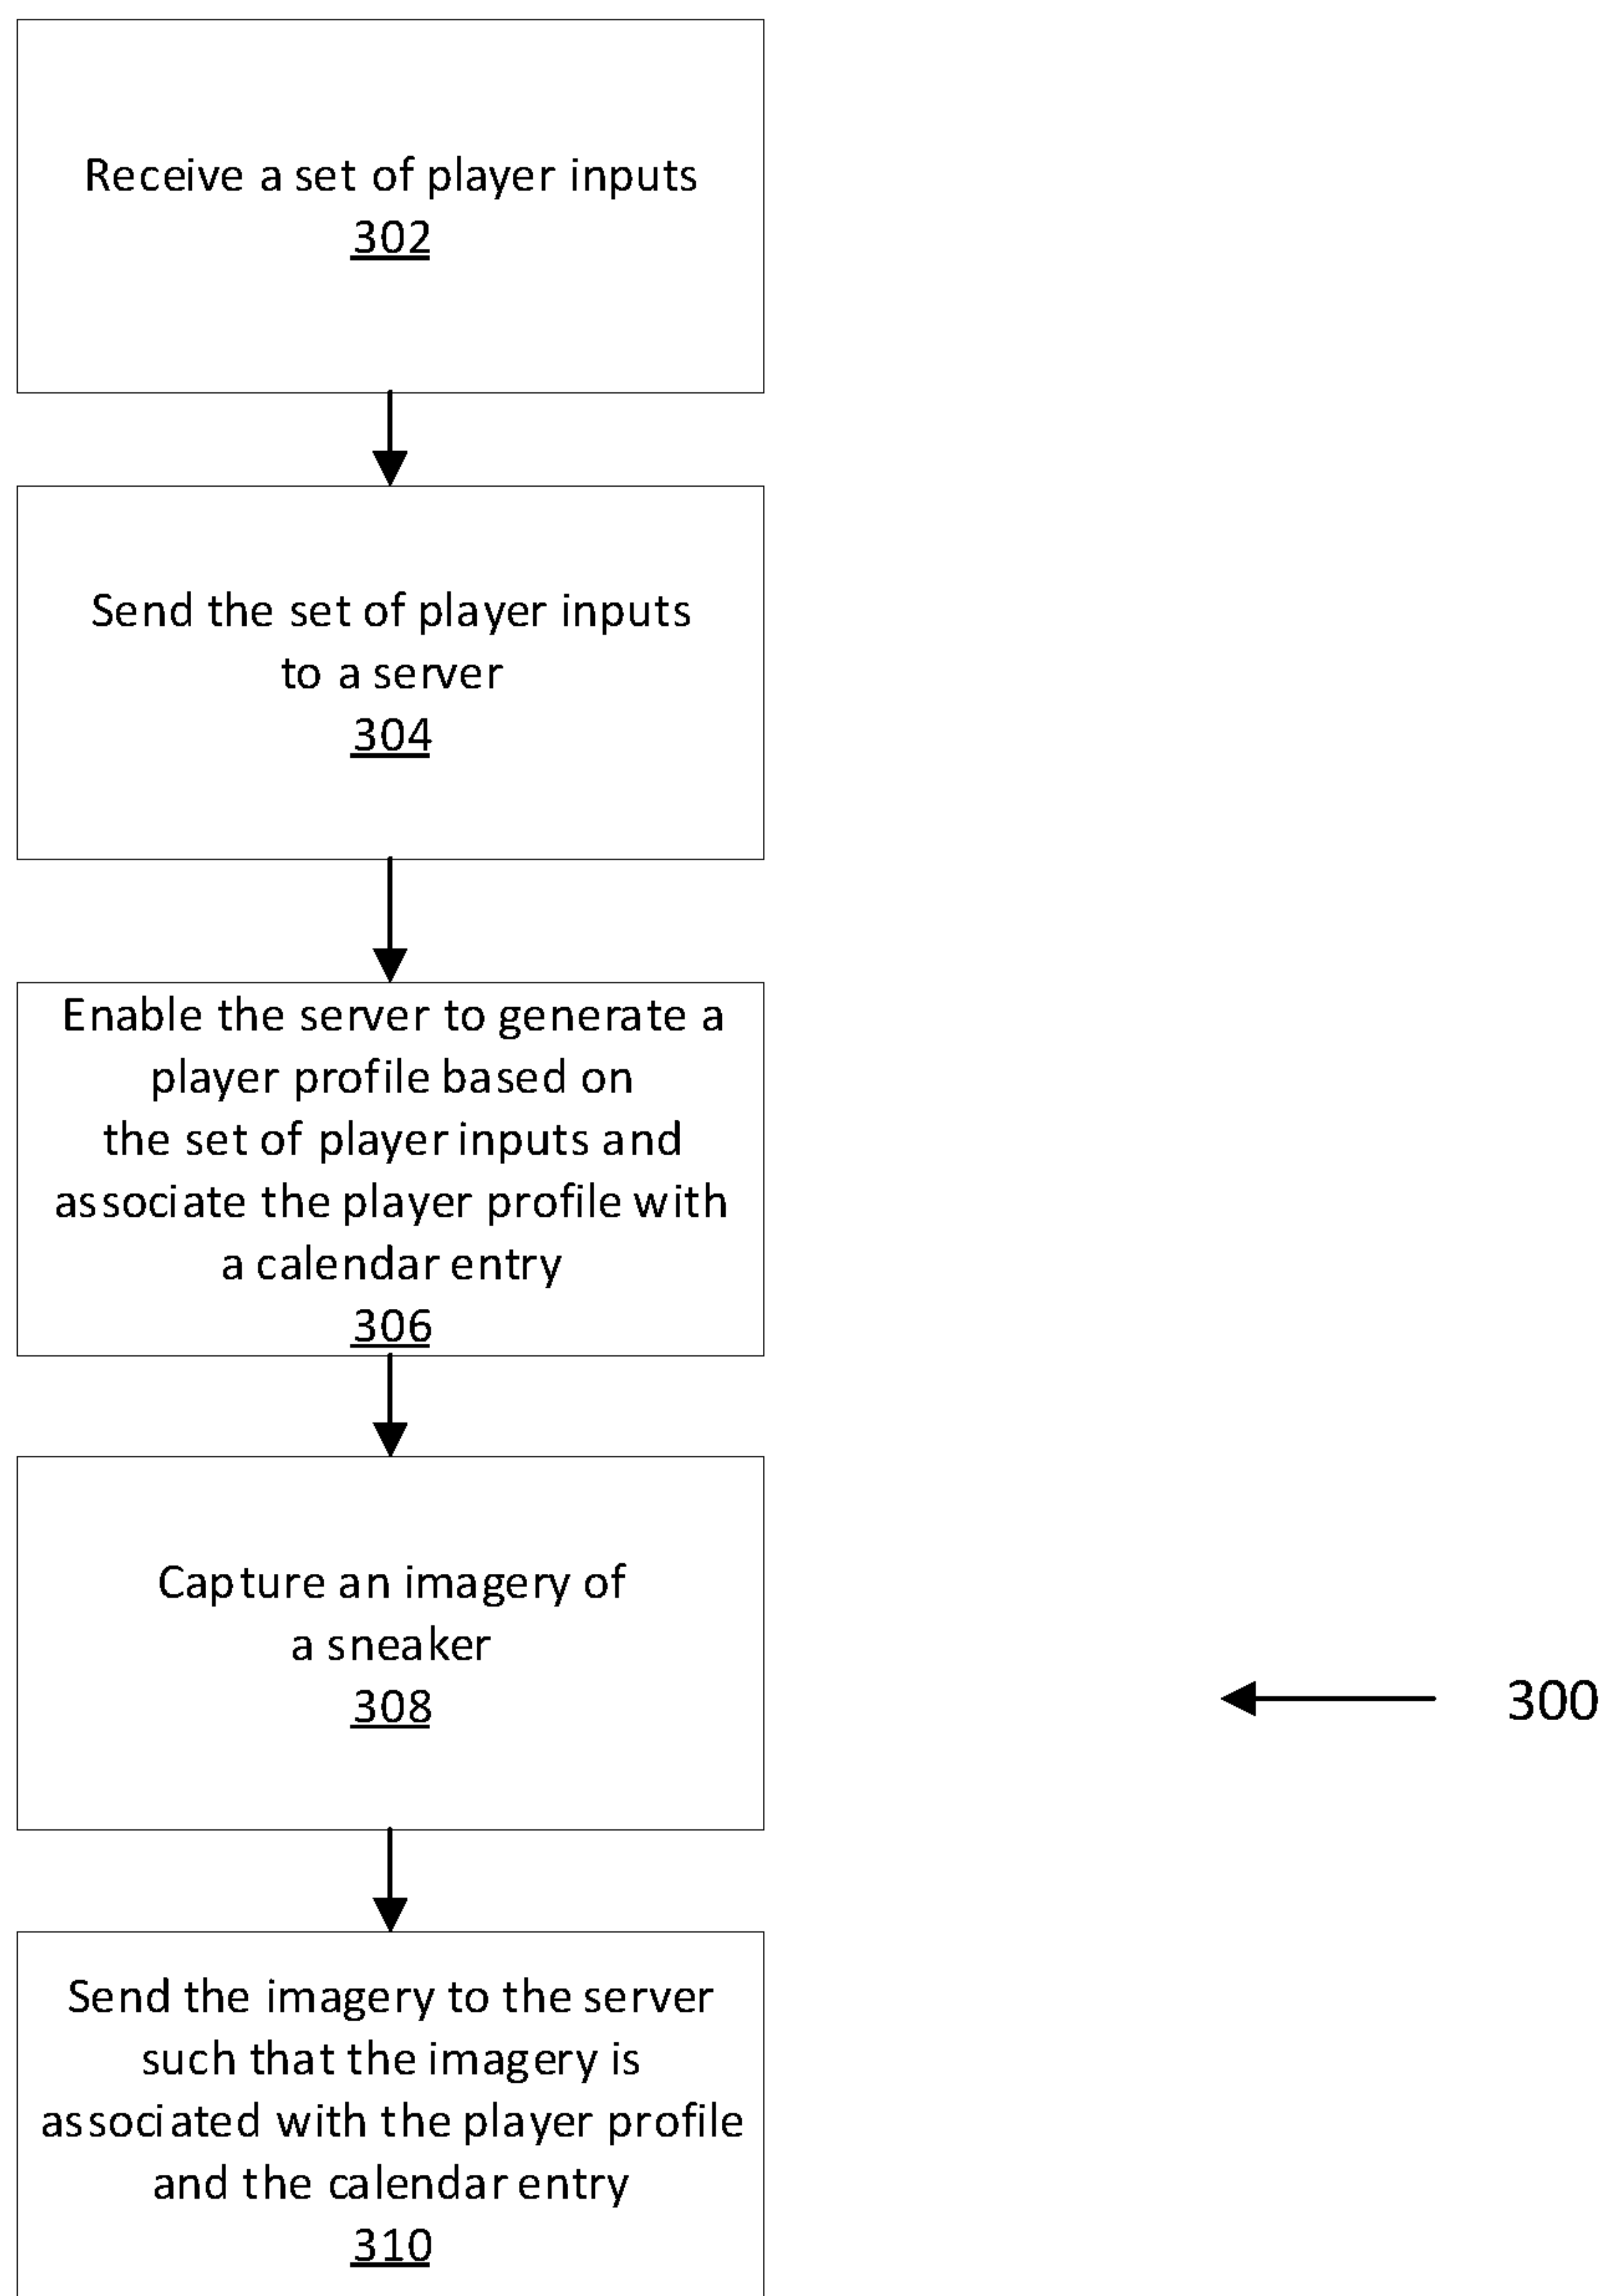 Receive a set of player inputs
302
Send the set of player inputs
to a server
304
Enable the server to generate a
player profile based on
the set of player inputs and
associate the player profile with
a calendar entry
306
Capture an imagery of
a sneaker
308
300
Send the imagery to the server
such that the imagery is
associated with the player profile
and the calendar entry
310